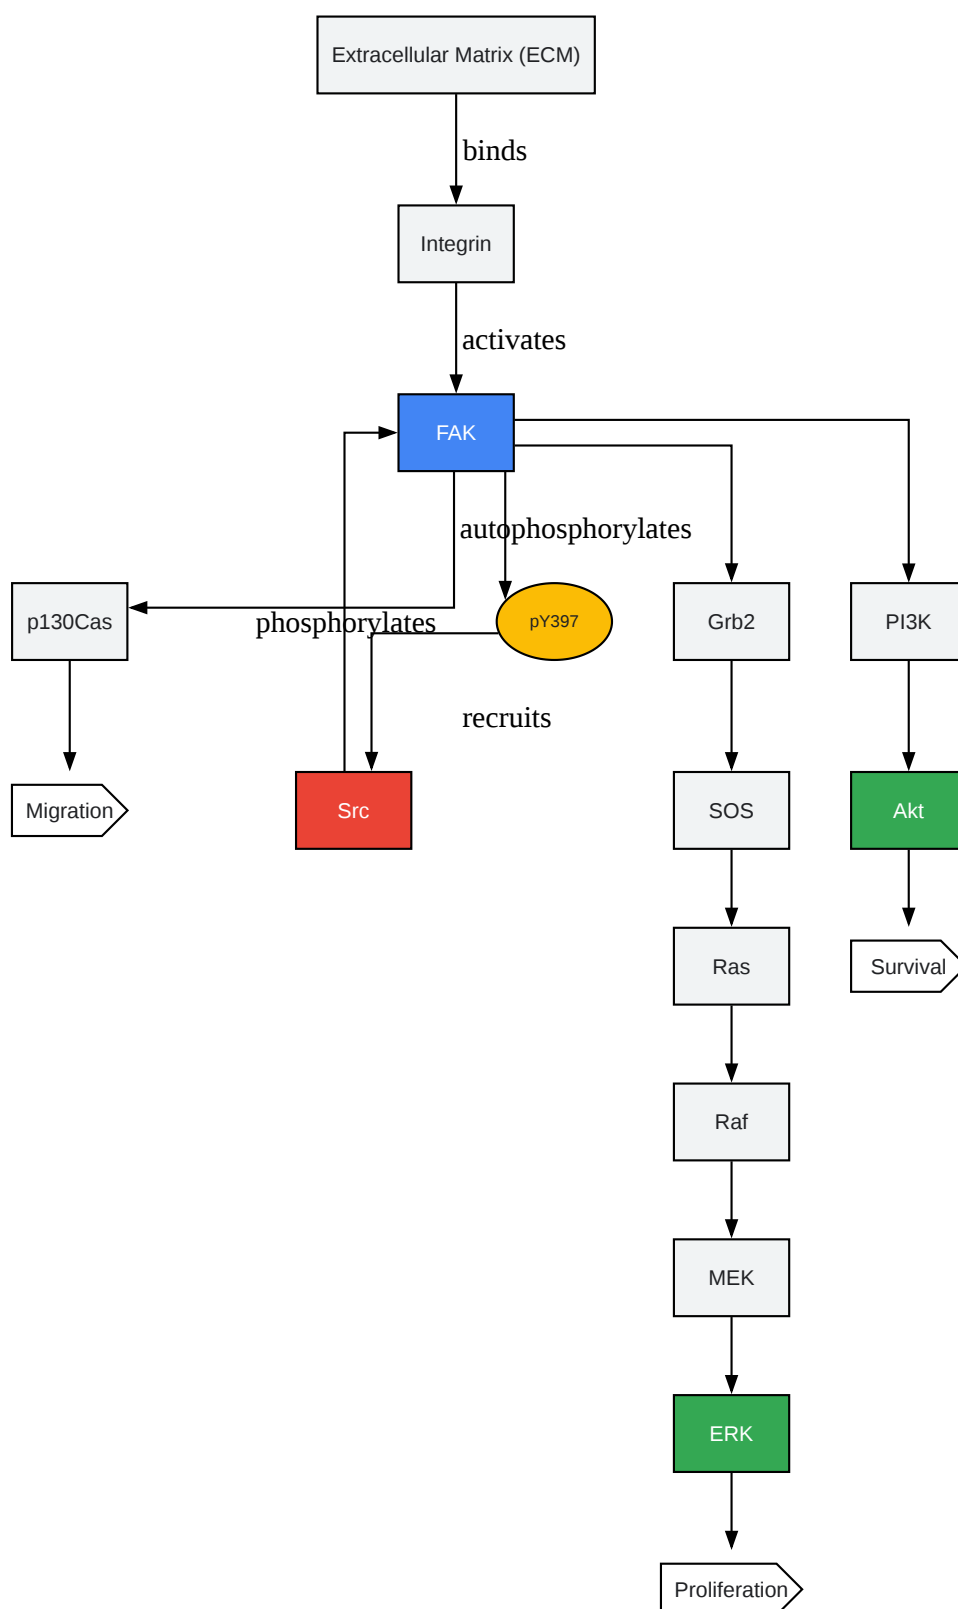 Extracellular Matrix (ECM)
binds
Integrin
activates
FAK
autophosphorylates
p130Cas
phosphorylates
pY397
Grb2
PI3K
recruits
Migration
Src
SOS
Akt
Ras
Survival
Raf
MEK
ERK
Proliferation